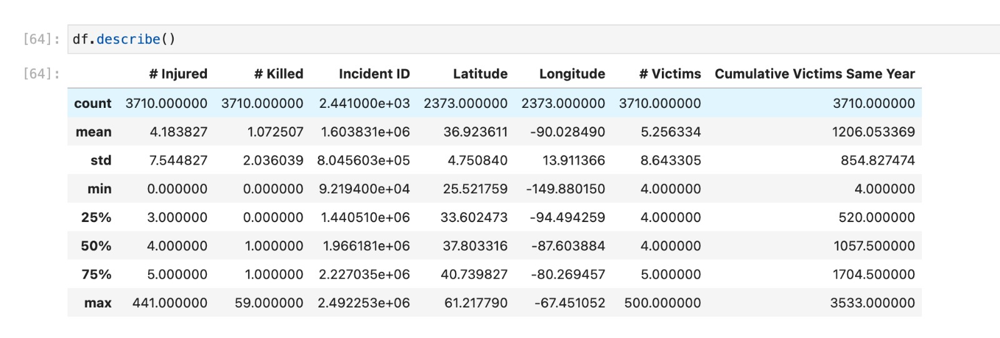 [64]: df.describe()
[64]: # Injured # Killed Incident ID Latitude Longitude # Victims Cumulative Victims Same Year
count 3710.000000 3710.000000 2.441000e+03 2373.000000 2373.000000 3710.000000 3710.000000
mean 4.183827 1.072507 1.603831e+06 36.923611 -90.028490 5.256334 1206.053369
std 7.544827 2.036039 8.045603e+05 4.750840 13.911366 8.643305 854.827474
min 0.000000 0.000000 9.219400e+04 25.521759 -149.880150 4.000000 4.000000
25% 3.000000 0.000000 1.440510e+06 33.602473 -94.494259 4.000000 520.000000
50% 4.000000 1.000000 1.966181e+06 37.803316 -87.603884 4.000000 1057.500000
75% 5.000000 1.000000 2.227035e+06 40.739827 -80.269457 5.000000 1704.500000
max 441.000000 59.000000 2.492253e+06 61.217790 -67.451052 500.000000 3533.000000